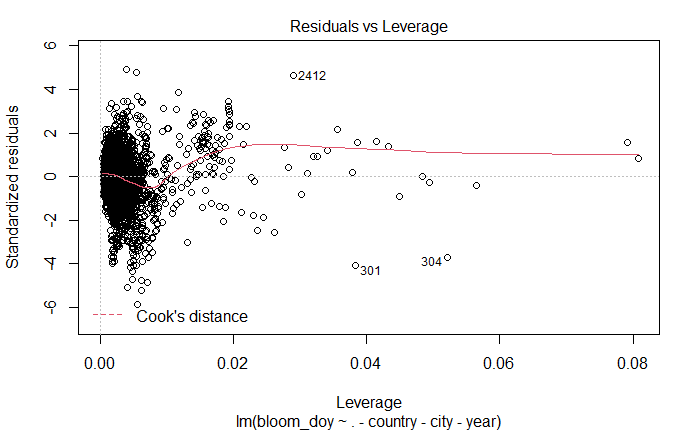 Residuals vs Leverage
Standardized residuals
6
4
2
0
-2
-4
-6
2412
301
304
Cook's distance
0.00 0.02 0.04 0.06 0.08
Leverage
lm(bloom_doy ~ . - country - city - year)